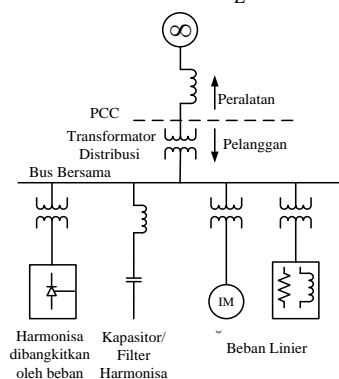 E
∞
Peralatan
PCC
Transformator
Distribusi
Pelanggan
Bus Bersama
IM
Harmonisa
dibangkitkan
oleh beban
Kapasitor/
Filter
Harmonisa
Beban Linier